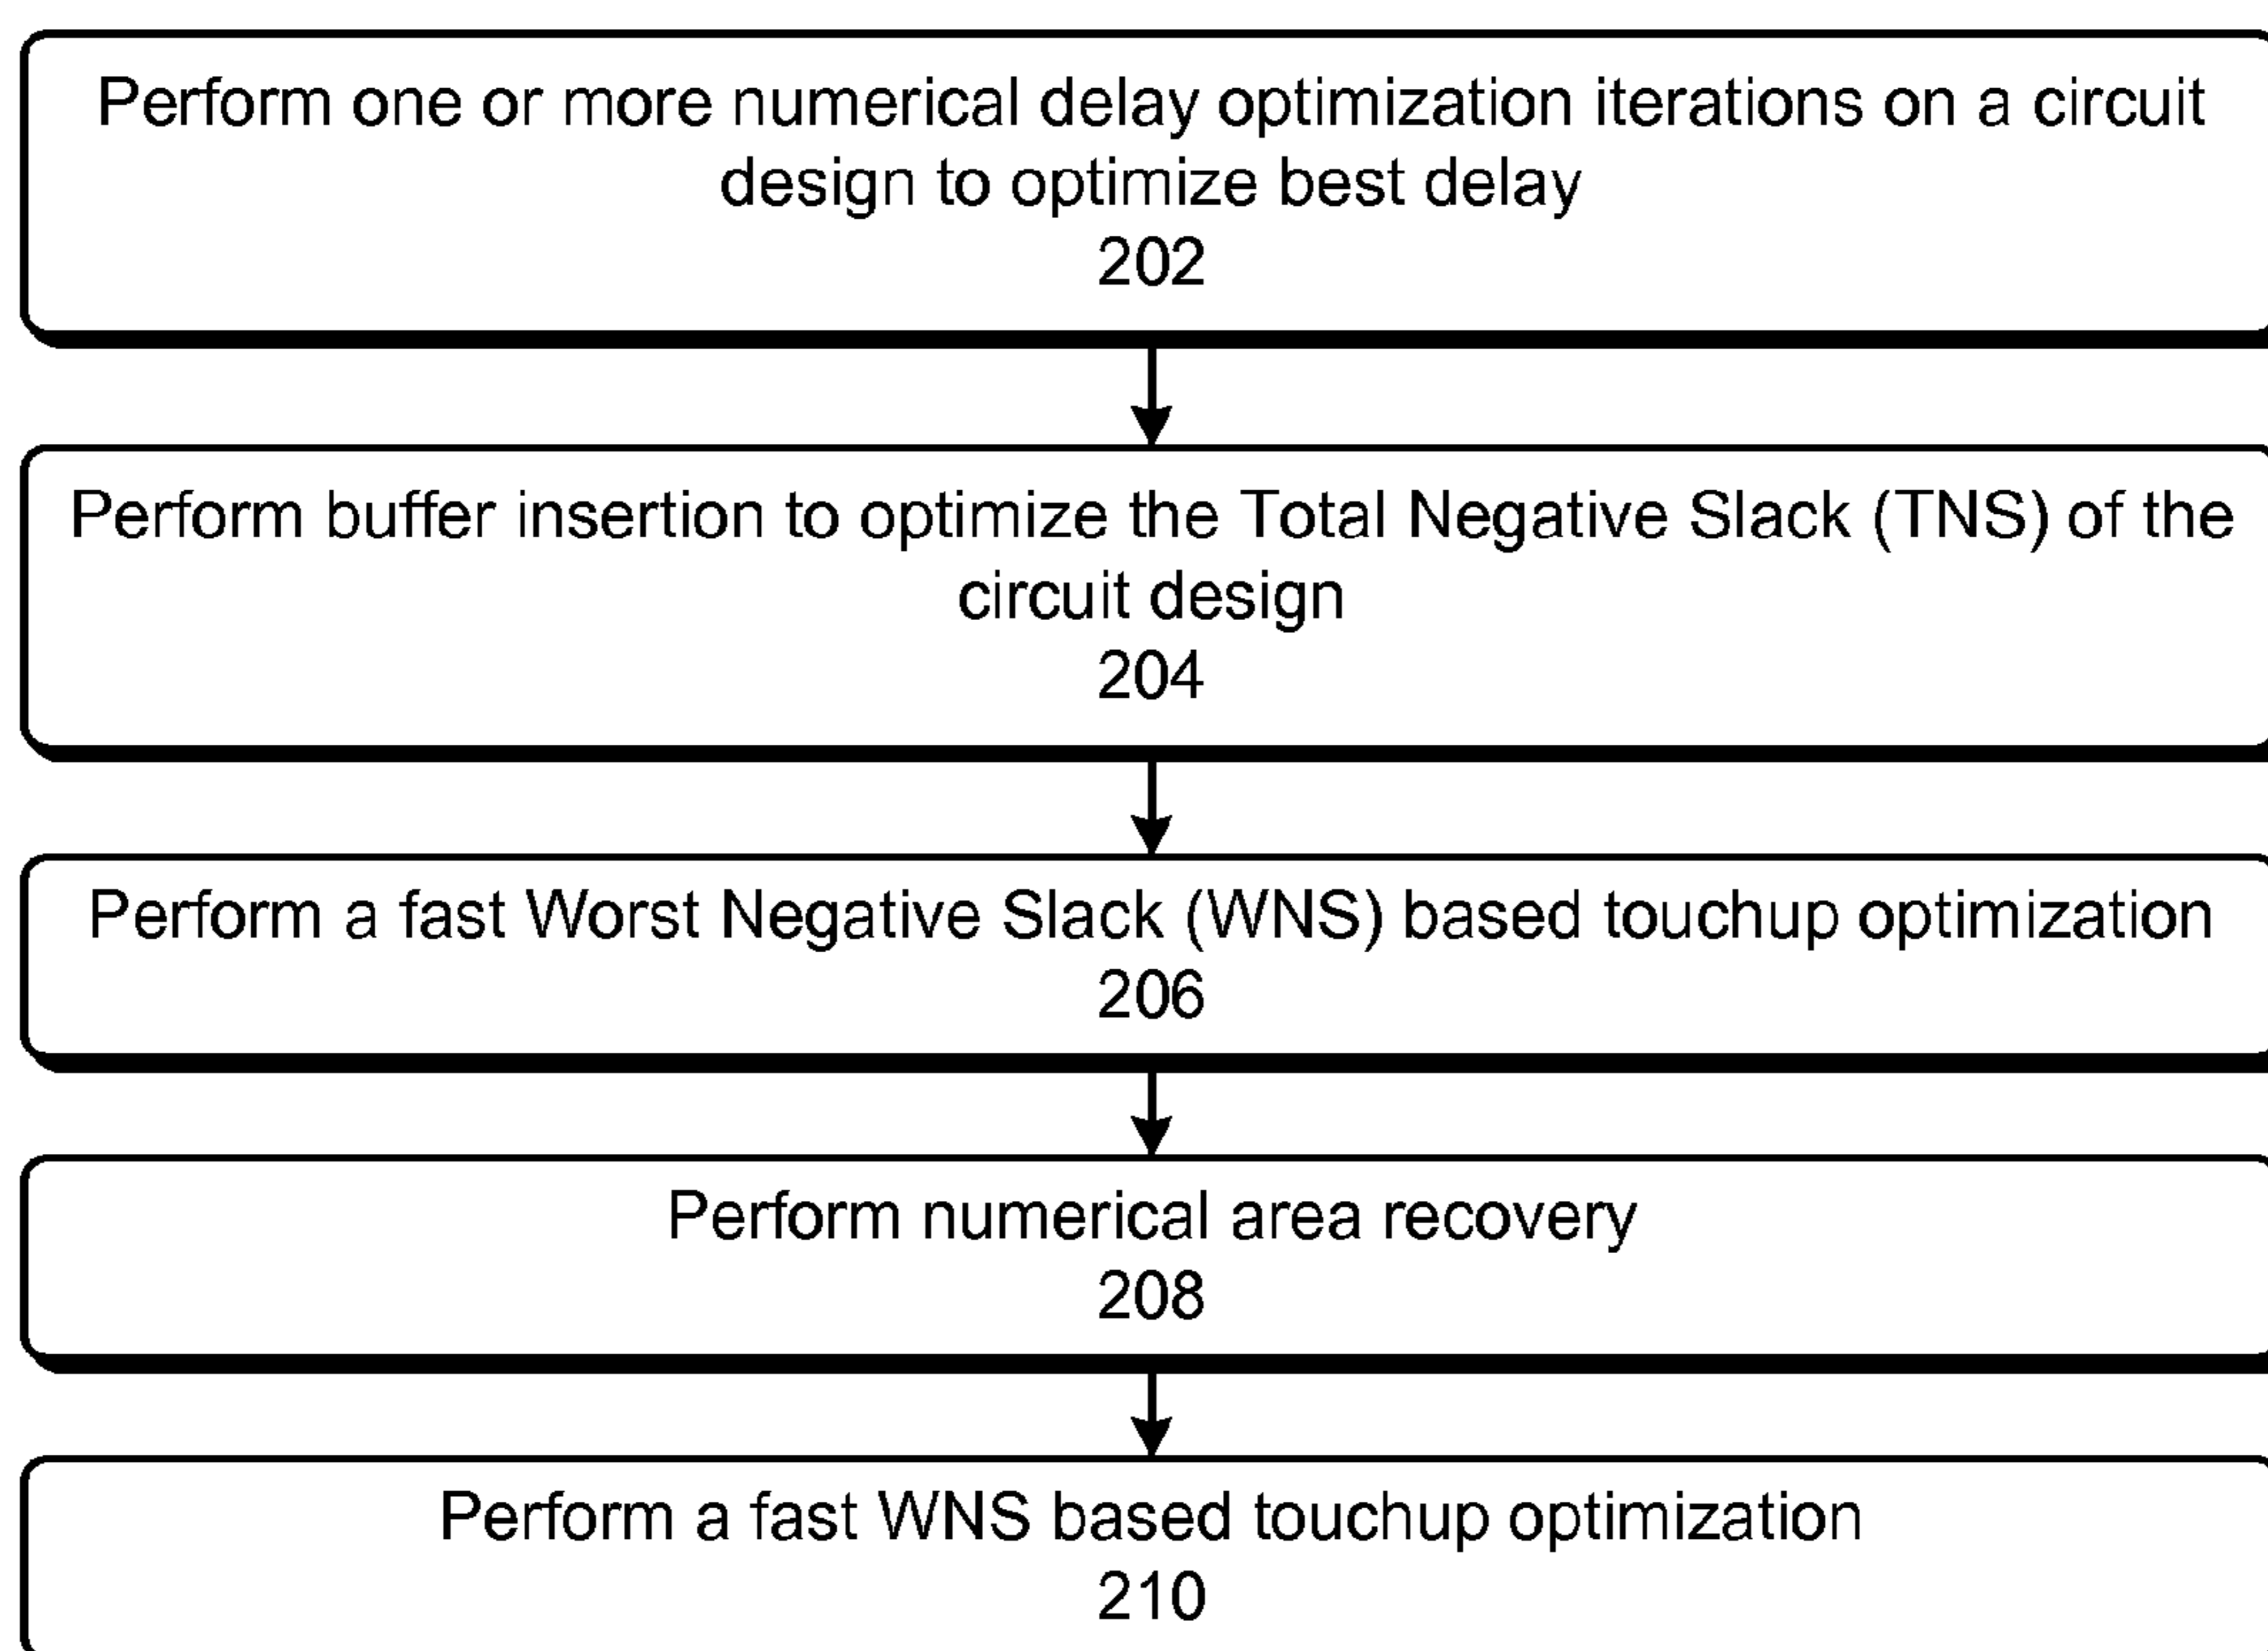 Perform one or more numerical delay optimization iterations on a circuit
design to optimize best delay
202
Perform buffer insertion to optimize the Total Negative Slack (TNS) of the
circuit design
204
Perform a fast Worst Negative Slack (WNS) based touchup optimization
206
Perform numerical area recovery
208
Perform a fast WNS based touchup optimization
210